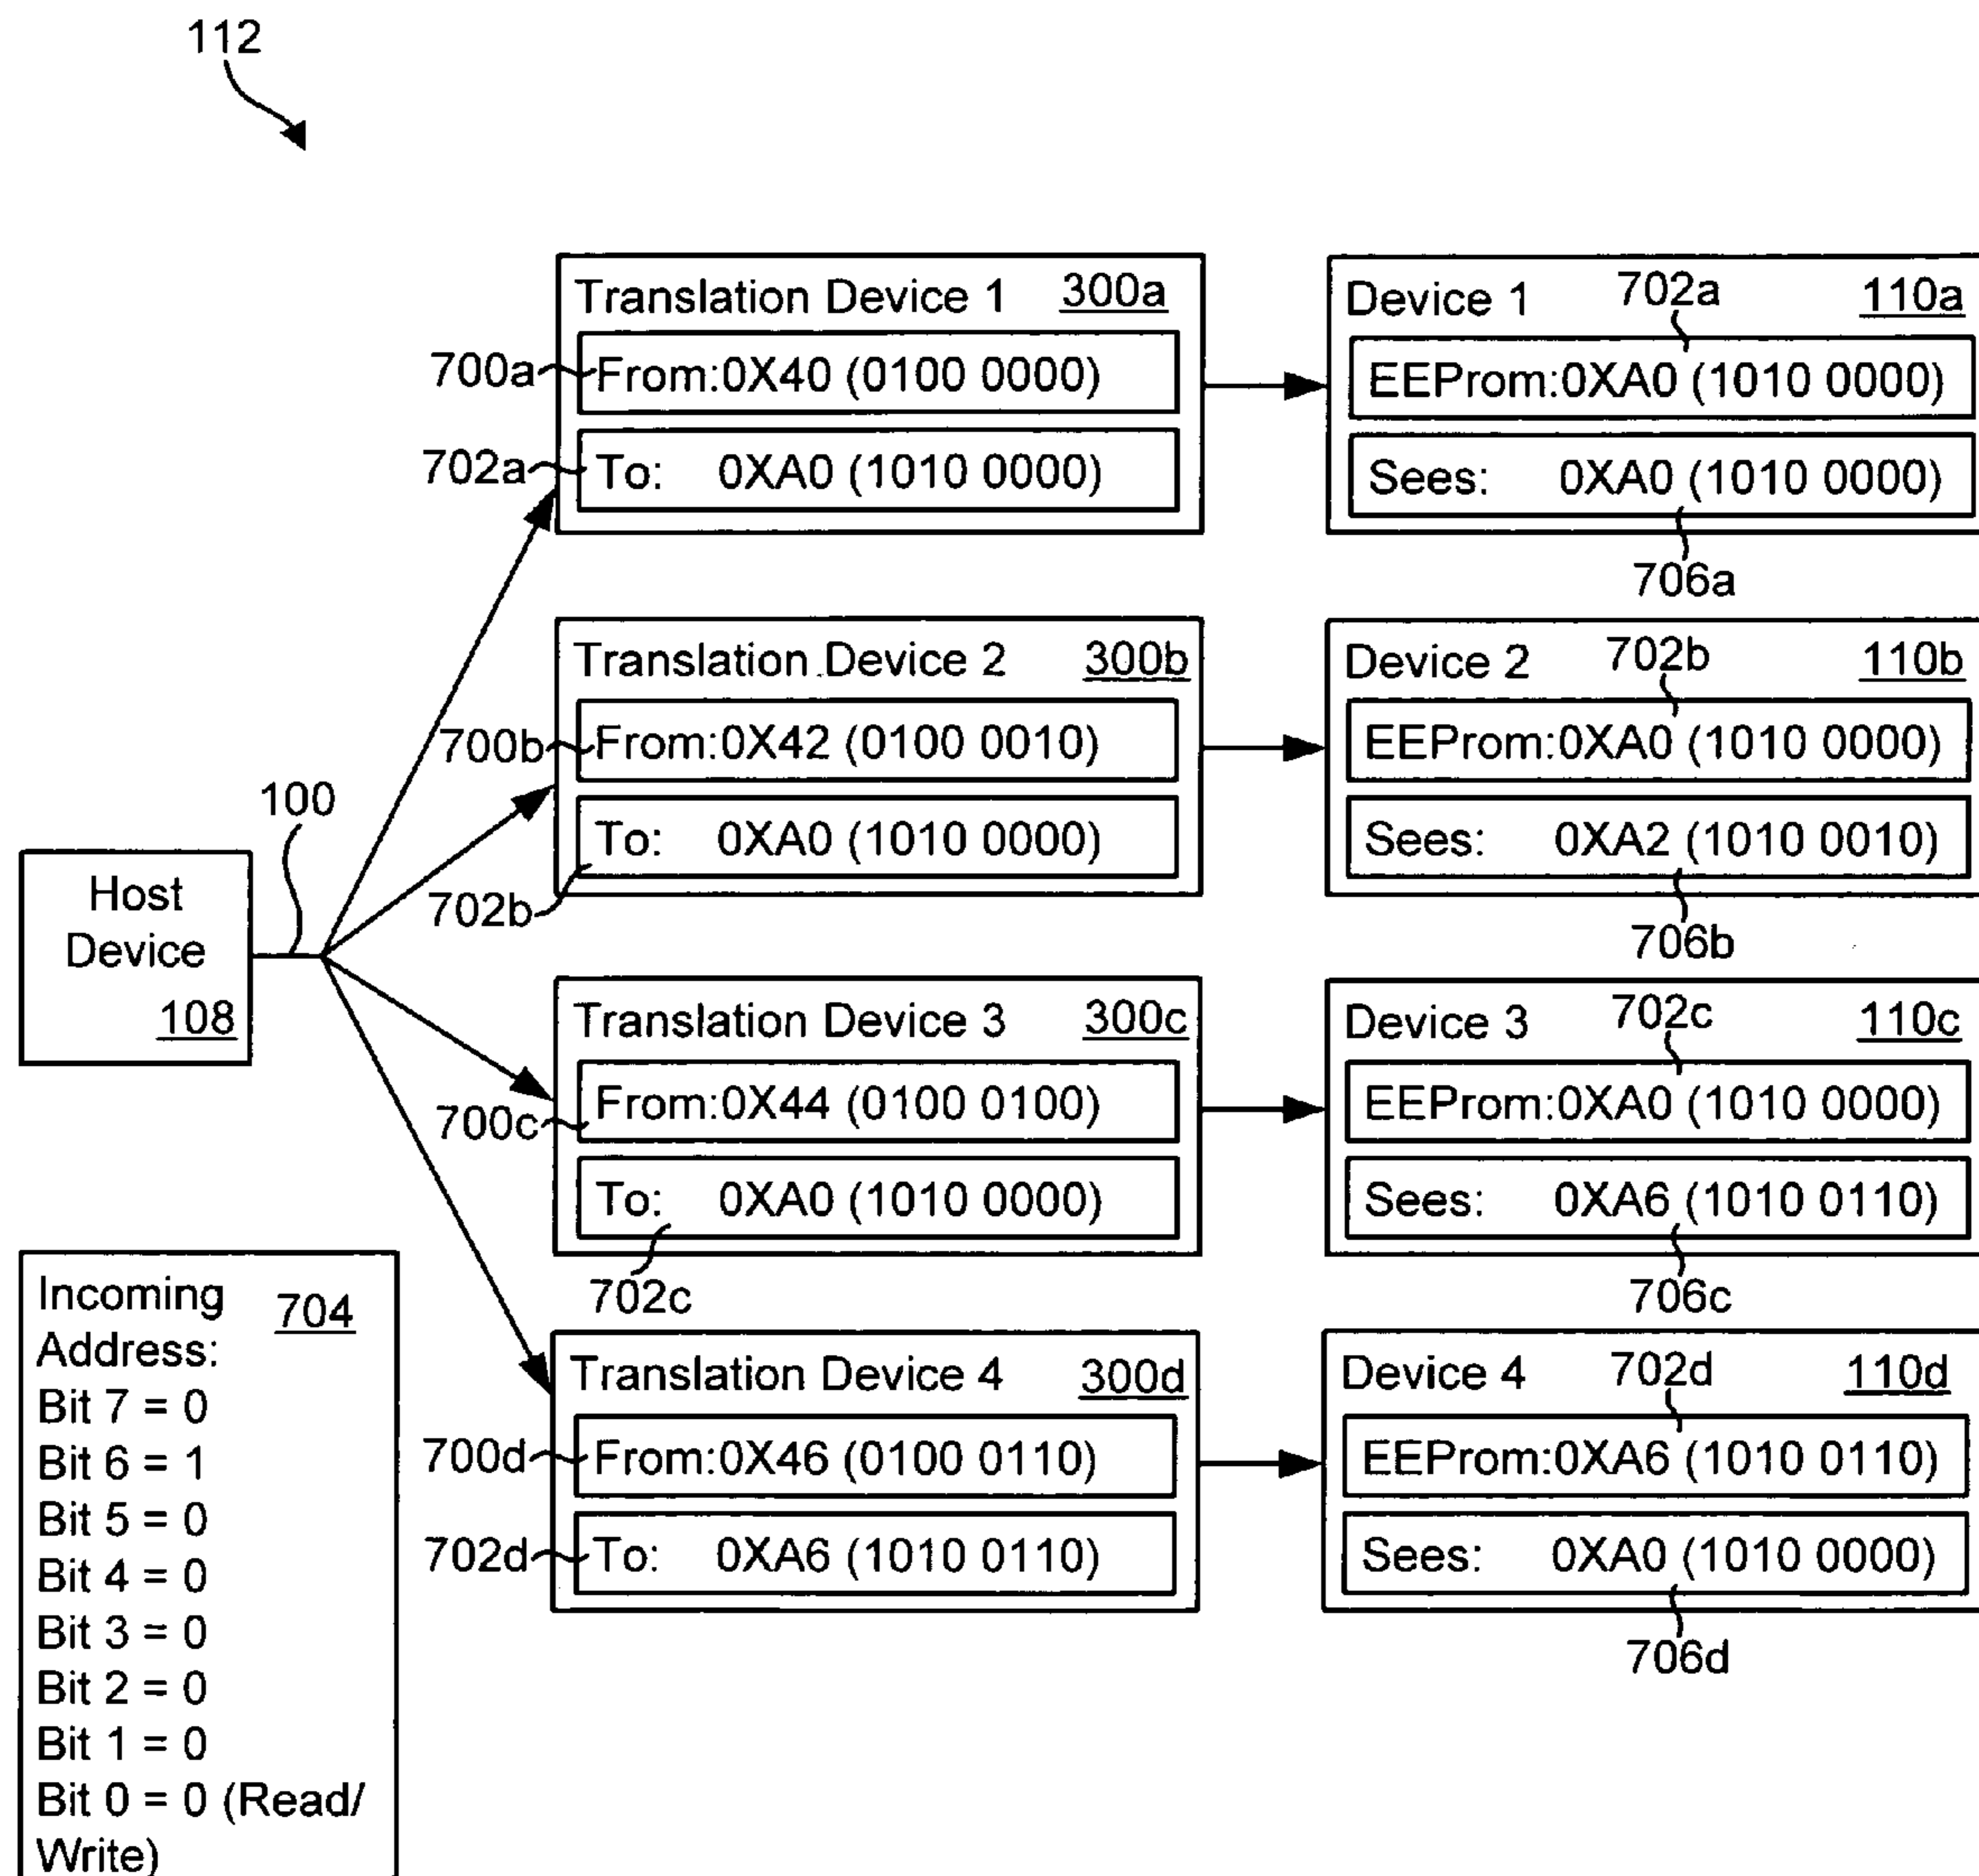 112
Translation Device 1 300a
700a From:0X40 (0100 0000)
702a To: 0XA0 (1010 0000)
Device 1 702a 110a
EEProm:0XA0 (1010 0000)
Sees: 0XA0 (1010 0000)
706a
Translation Device 2 300b
700b From:0X42 (0100 0010)
To: 0XA0 (1010 0000)
702b
Device 2 702b 110b
EEProm:0XA0 (1010 0000)
Sees: 0XA2 (1010 0010)
706b
100
Host
Device
108
Translation Device 3 300c
From:0X44 (0100 0100)
700c
To: 0XA0 (1010 0000)
702c
Device 3 702c 110c
EEProm:0XA0 (1010 0000)
Sees: 0XA6 (1010 0110)
706c
Translation Device 4 300d
700d From:0X46 (0100 0110)
702d To: 0XA6 (1010 0110)
Device 4 702d 110d
EEProm:0XA6 (1010 0110)
Sees: 0XA0 (1010 0000)
706d
Incoming 704
Address:
Bit 7 = 0
Bit 6 = 1
Bit 5 = 0
Bit 4 = 0
Bit 3 = 0
Bit 2 = 0
Bit 1 = 0
Bit 0 = 0 (Read/
Write)